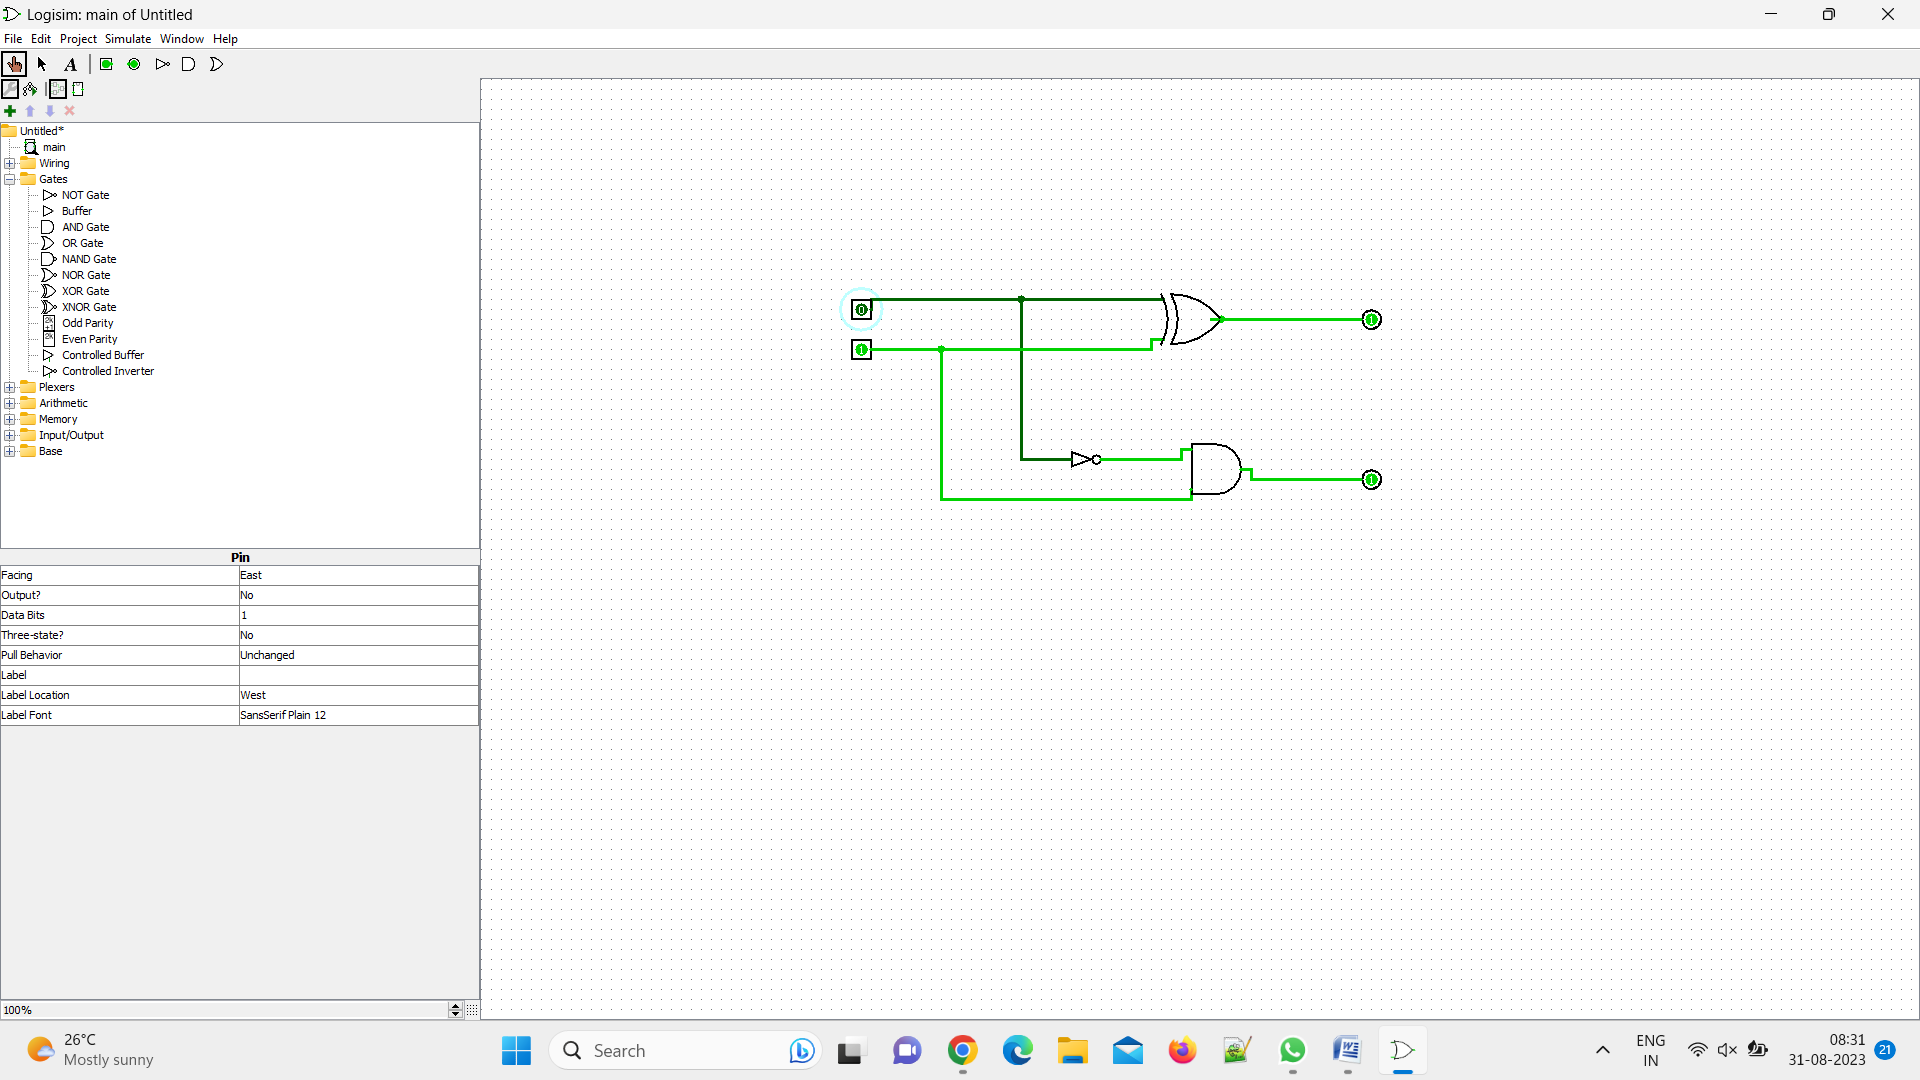 Logisim: main of Untitled
File Edit Project Simulate Window Help
A
Untitled*
main
Wiring
Gates
NOT Gate
Buffer
AND Gate
OR Gate
NAND Gate
NOR Gate
XOR Gate
XNOR Gate
Odd Parity
Even Parity
Controlled Buffer
Controlled Inverter
Plexers
Arithmetic
Memory
Input/Output
Base
0
1
1
1
Pin
Facing East
Output? No
Data Bits 1
Three-state? No
Pull Behavior Unchanged
Label
Label Location West
Label Font SansSerif Plain 12
100%
26°C
Mostly sunny
Search
ENG
IN
08:31
31-08-2023
21